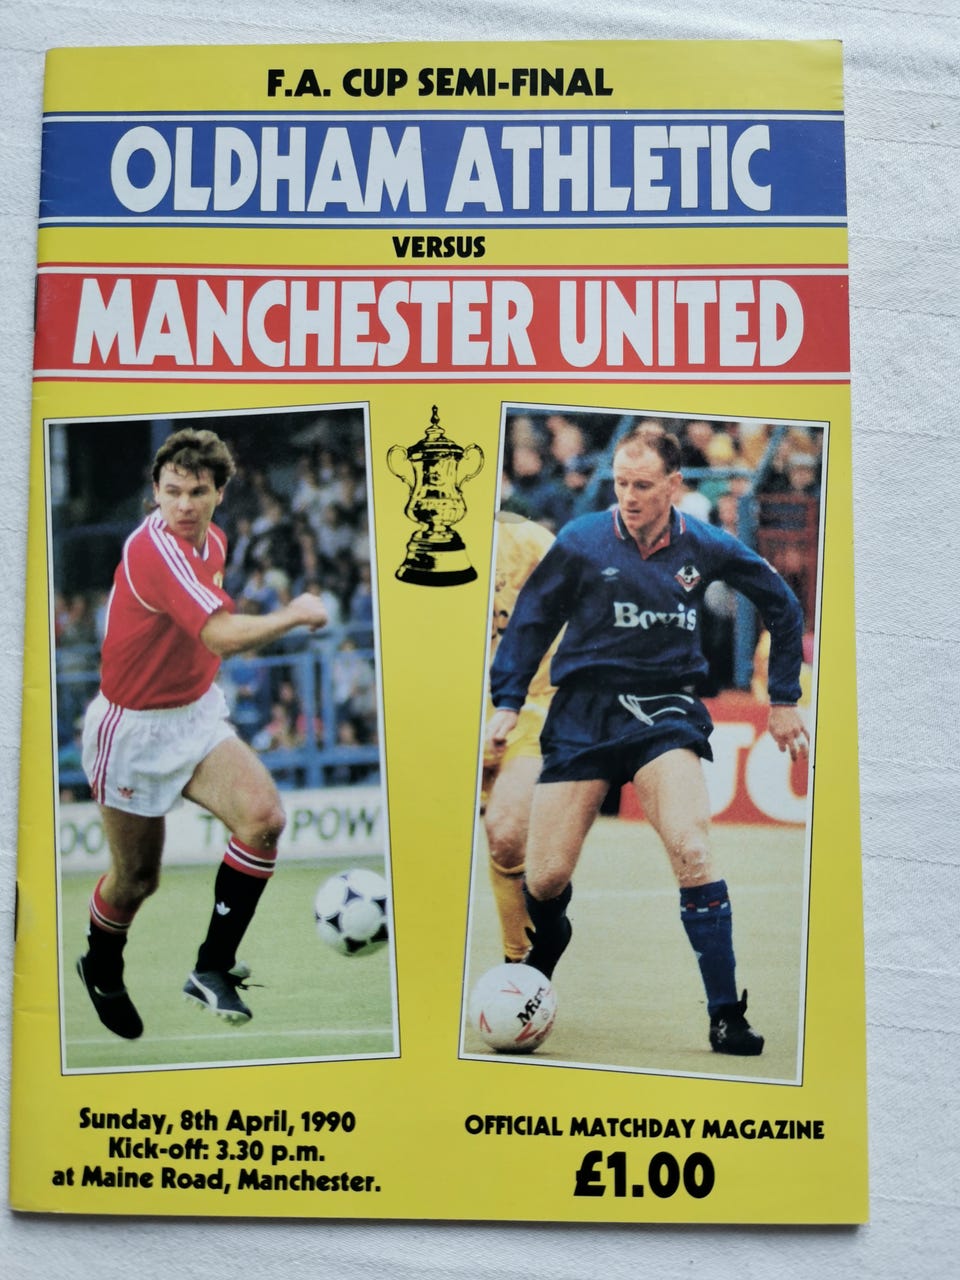 F.A. CUP SEMI-FINAL
OLDHAM ATHLETIC
VERSUS
MANCHESTER UNITED
Bovis
POW
Sunday, 8th April, 1990
Kick-off: 3.30 p.m.
at Maine Road, Manchester.
OFFICIAL MATCHDAY MAGAZINE
£1.00